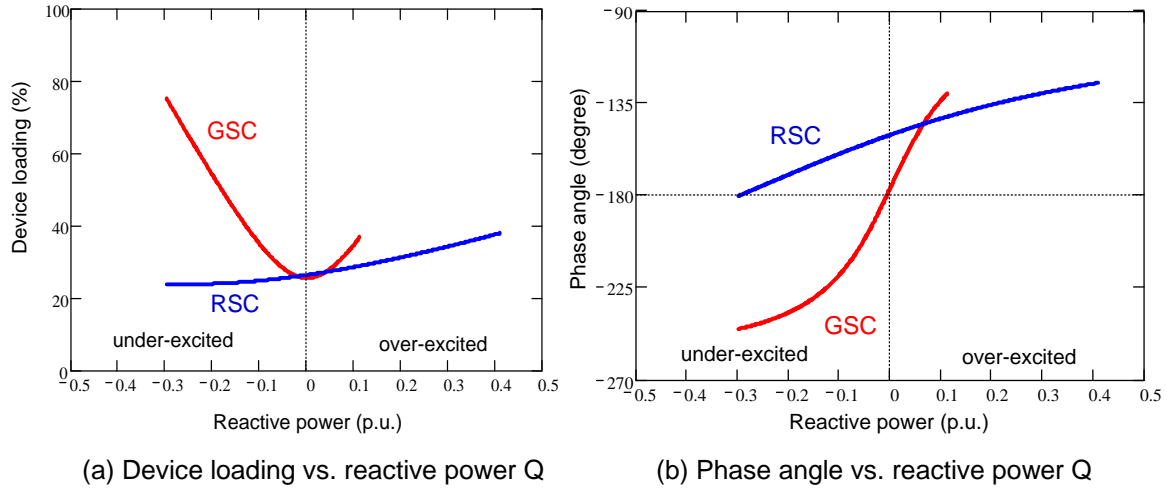 100
80
60
40
20
0
Device loading (%)
GSC
RSC
under-excited
over-excited
−0.5 −0.4 −0.3 −0.2 −0.1 0 0.1 0.2 0.3 0.4 0.5
Reactive power (p.u.)
(a) Device loading vs. reactive power Q
−90
−135
−180
−225
−270
Phase angle (degree)
RSC
GSC
under-excited
over-excited
−0.5 −0.4 −0.3 −0.2 −0.1 0 0.1 0.2 0.3 0.4 0.5
Reactive power (p.u.)
(b) Phase angle vs. reactive power Q